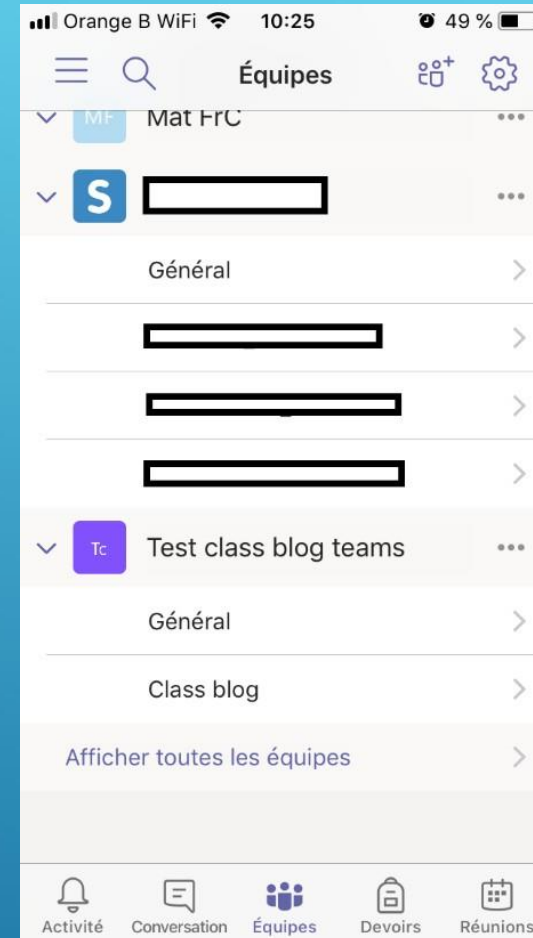 Orange B WiFi 10:25 49 %
Équipes
MF Mat FrC
S
Général
Tc Test class blog teams
Général
Class blog
Afficher toutes les équipes
Activité Conversation Équipes Devoirs Réunions